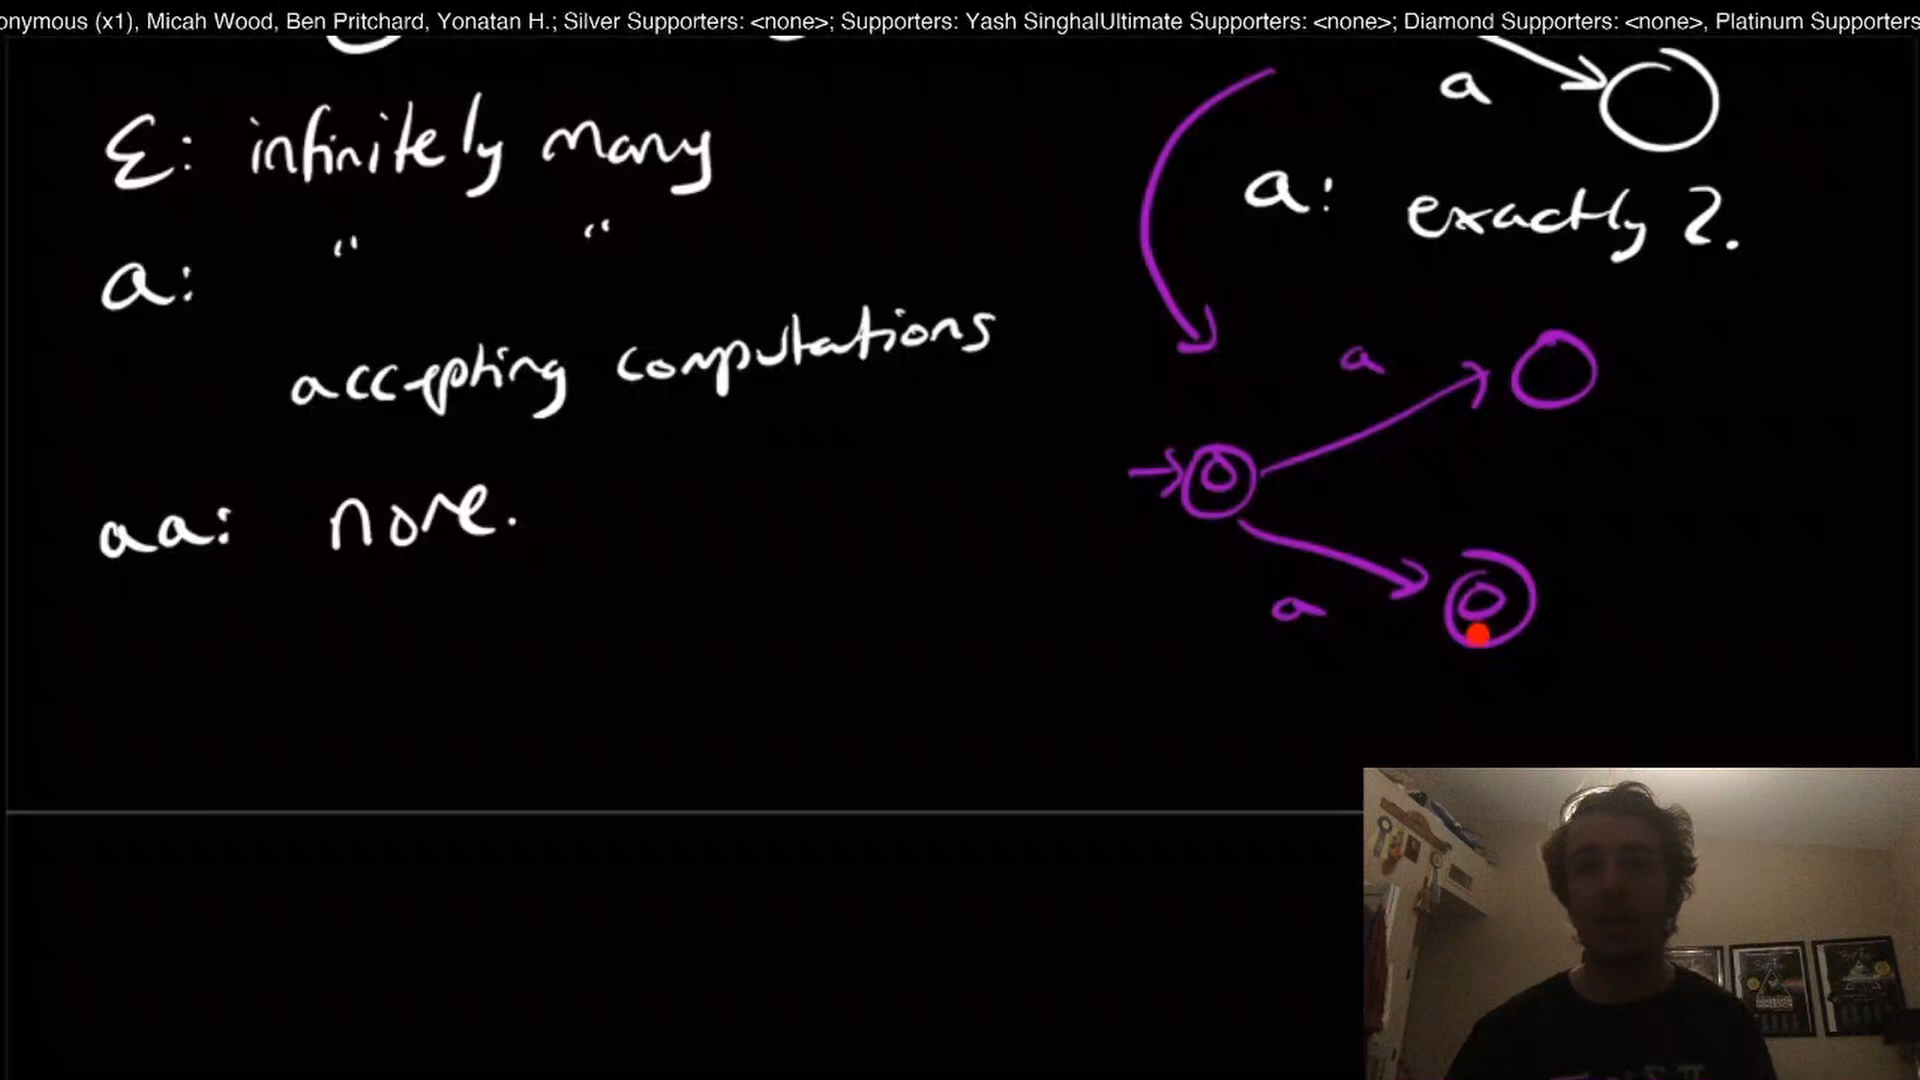 onymous (x1), Micah Wood, Ben Pritchard, Yonatan H.; Silver Supporters: <none>; Supporters: Yash SinghalUltimate Supporters: <none>; Diamond Supporters: <none>, Platinum Supporters
ε: infinitely many
a: " "
accepting computations
aa: none.
a
a: exactly 2.
a
a